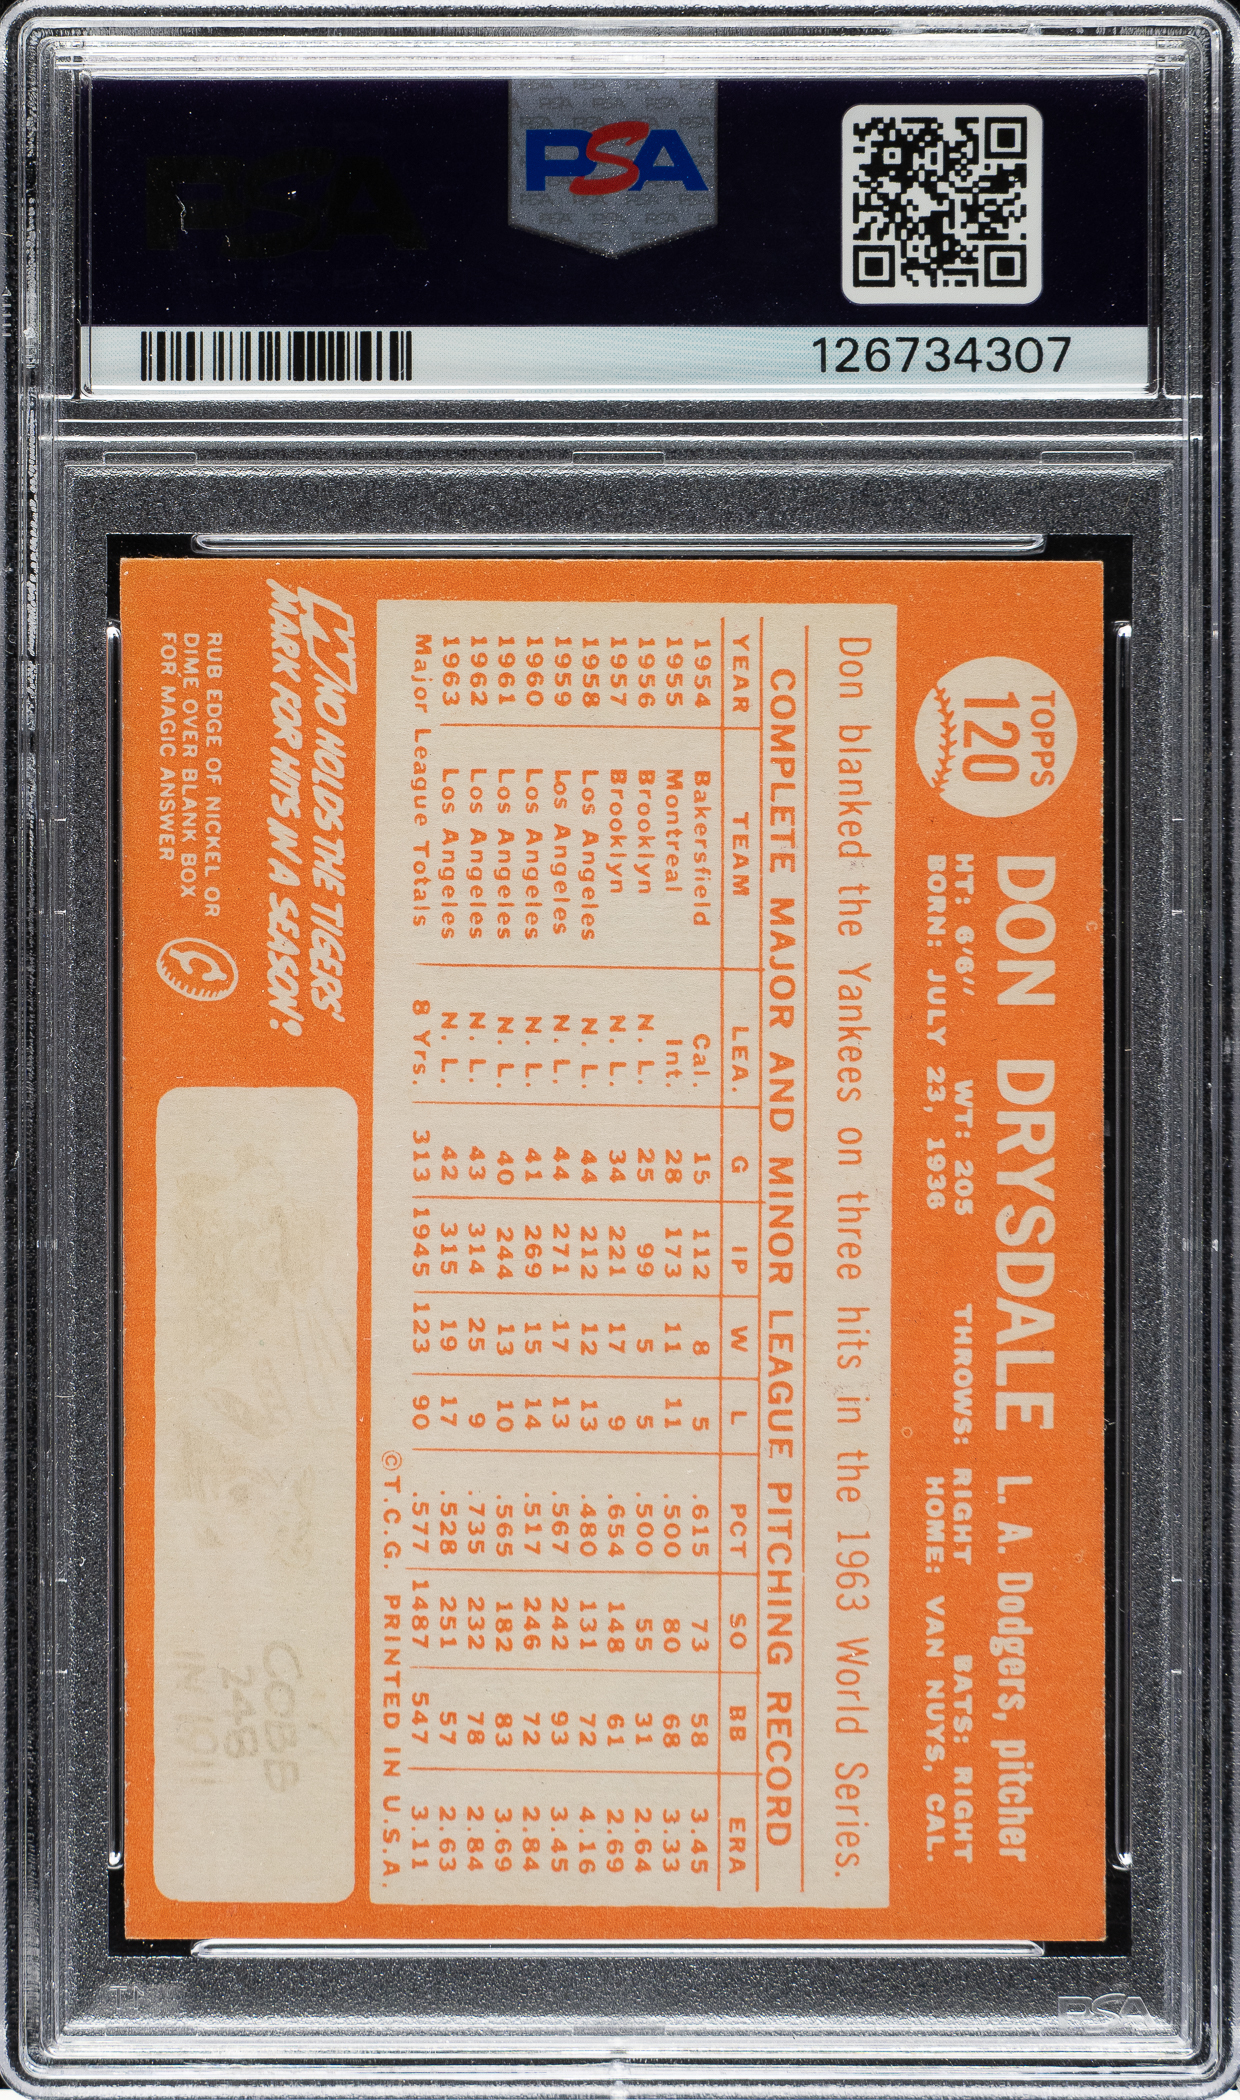 PSA
126734307
TOPPS
120
DON DRYSDALE L. A. Dodgers, pitcher
HT: 6'6" WT: 205 THROWS: RIGHT BATS: RIGHT
BORN: JULY 23, 1936 HOME: VAN NUYS, CAL.
Don blanked the Yankees on three hits in the 1963 World Series.
COMPLETE MAJOR AND MINOR LEAGUE PITCHING RECORD
YEAR TEAM LEA. G IP W L PCT SO BB ERA
1954 Bakersfield Cal. 15 112 8 5 .615 73 58 3.45
1955 Montreal Int. 28 173 11 11 .500 80 68 3.33
1956 Brooklyn N. L. 25 99 5 5 .500 55 31 2.64
1957 Brooklyn N. L. 34 221 17 9 .654 148 61 2.69
1958 Los Angeles N. L. 44 212 12 13 .480 131 72 4.16
1959 Los Angeles N. L. 44 271 17 13 .567 242 93 3.45
1960 Los Angeles N. L. 41 269 15 14 .517 246 72 2.84
1961 Los Angeles N. L. 40 244 13 10 .565 182 83 3.69
1962 Los Angeles N. L. 43 314 25 9 .735 232 78 2.84
1963 Los Angeles N. L. 42 315 19 17 .528 251 57 2.63
Major League Totals 8 Yrs. 313 1945 123 90 .577 1487 547 3.11
©T.C.G. PRINTED IN U.S.A.
WHO HOLDS THE TIGERS'
MARK FOR HITS IN A SEASON?
RUB EDGE OF NICKEL OR
DIME OVER BLANK BOX
FOR MAGIC ANSWER
C
COBB
248
IN 1911
PSA